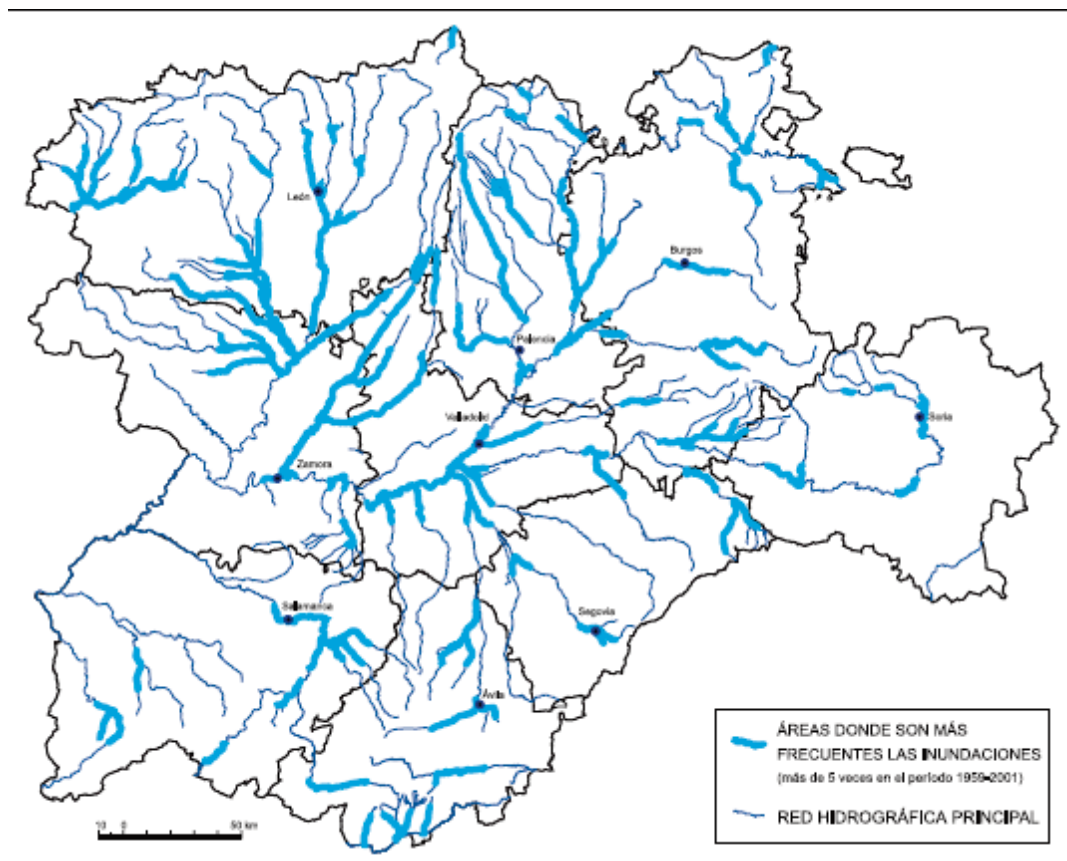 León
Burgos
Palencia
Valladolid
Soria
Zamora
Salamanca
Segovia
Ávila
ÁREAS DONDE SON MÁS
FRECUENTES LAS INUNDACIONES
(más de 5 veces en el período 1959-2001)
RED HIDROGRÁFICA PRINCIPAL
10 0 50 km